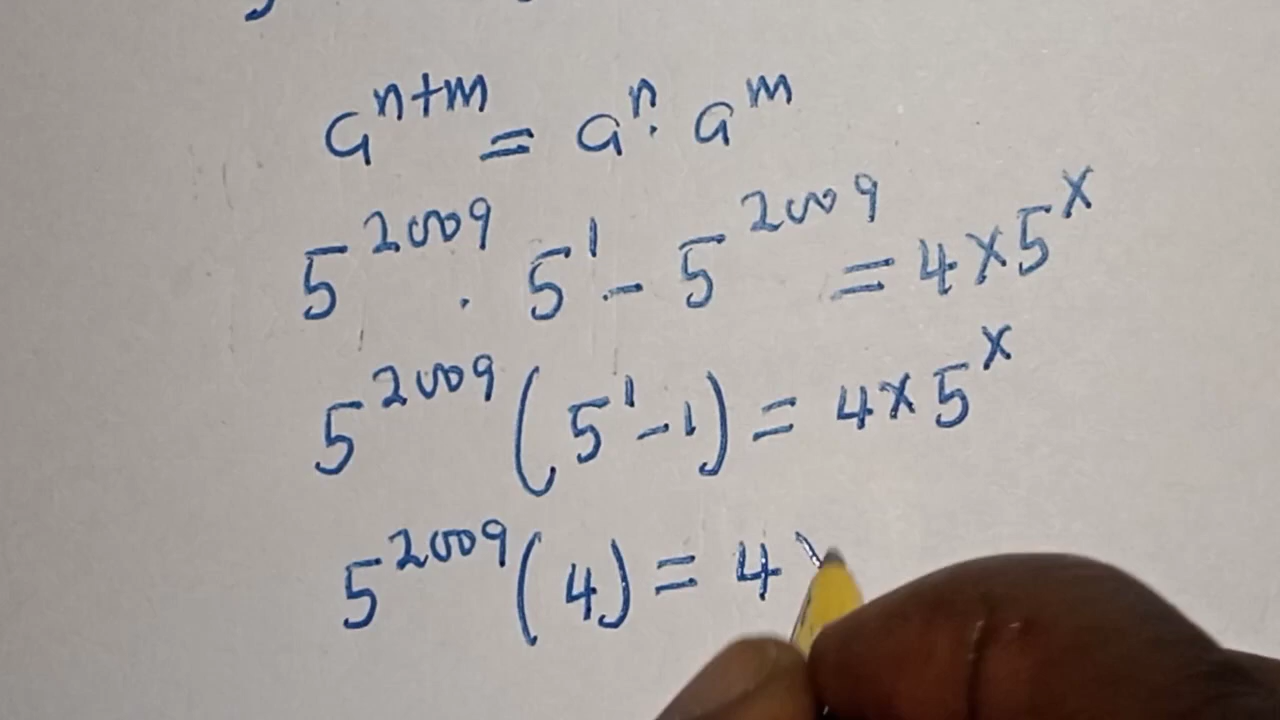 a^{n+m} = a^n · a^m
5^{2009} · 5^1 - 5^{2009} = 4 × 5^x
5^{2009} (5^1 - 1) = 4 × 5^x
5^{2009} (4) = 4